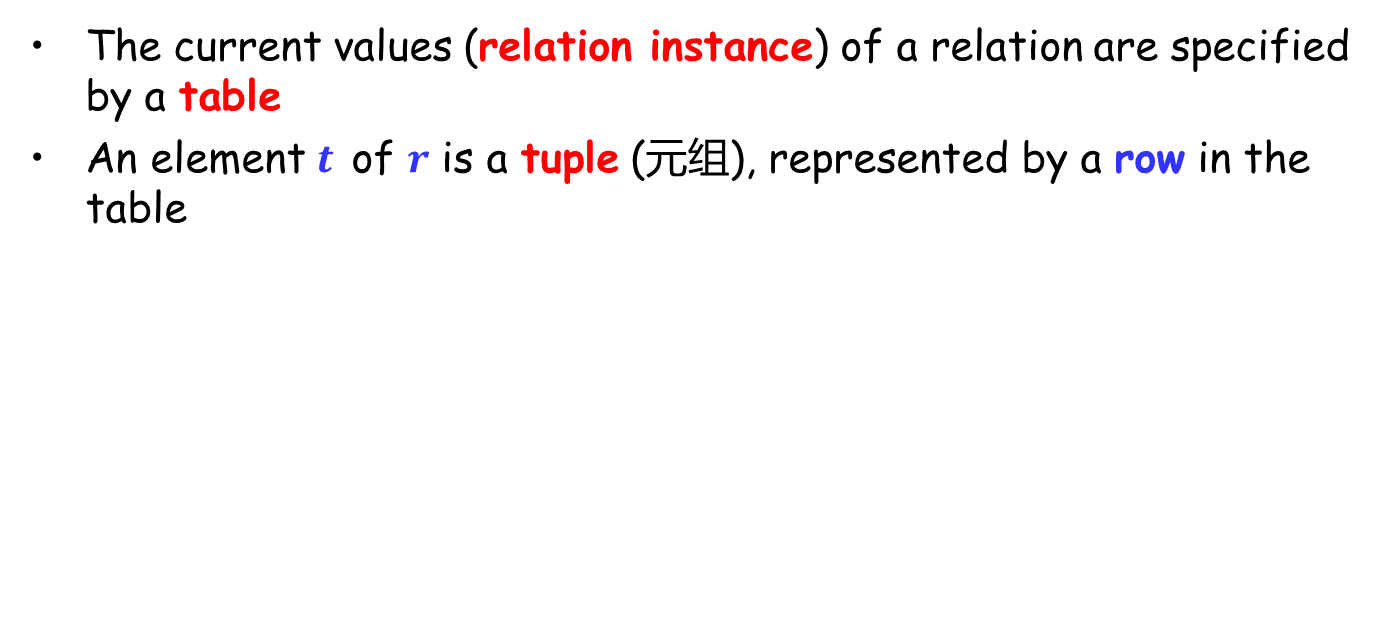 • The current values (relation instance) of a relation are specified
by a table
• An element t of r is a tuple (元组), represented by a row in the
table